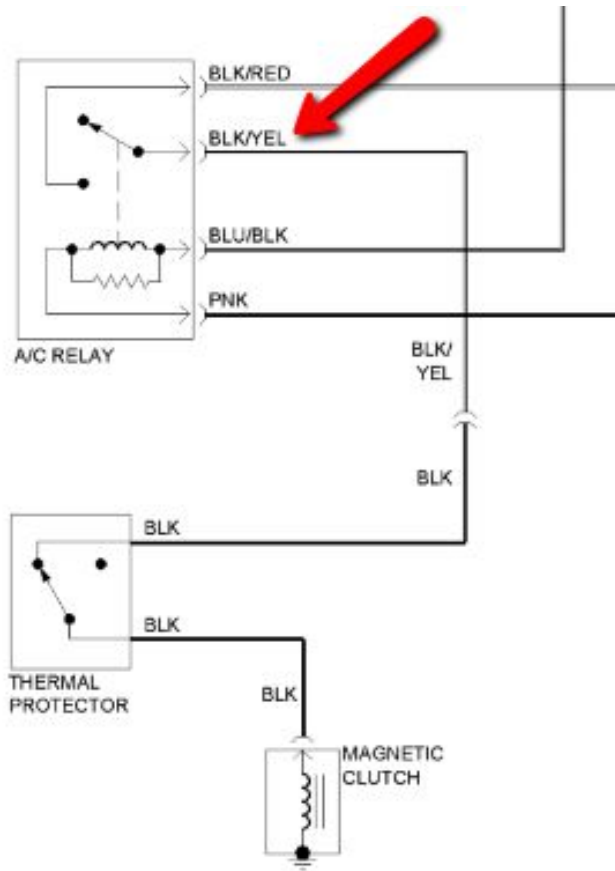 BLK/RED
BLK/YEL
BLU/BLK
PNK
A/C RELAY
BLK/
YEL
BLK
BLK
BLK
THERMAL
PROTECTOR
BLK
MAGNETIC
CLUTCH